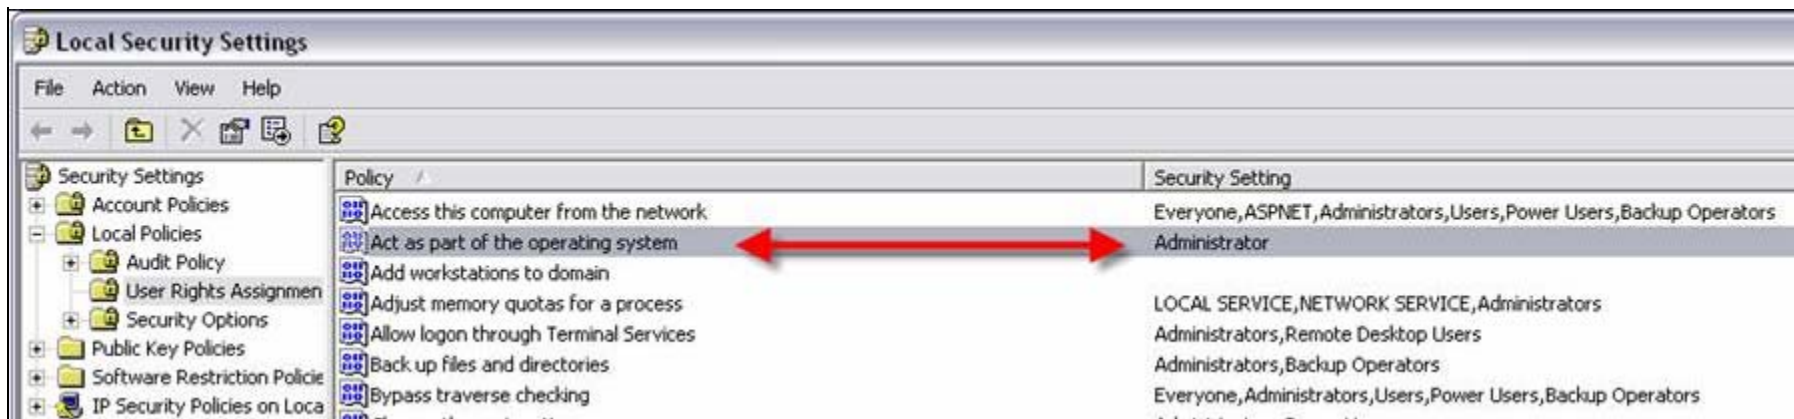 Local Security Settings
File Action View Help
Security Settings
Account Policies
Local Policies
Audit Policy
User Rights Assignmen
Security Options
Public Key Policies
Software Restriction Policie
IP Security Policies on Loca
Policy Security Setting
Access this computer from the network Everyone,ASPNET,Administrators,Users,Power Users,Backup Operators
Act as part of the operating system Administrator
Add workstations to domain
Adjust memory quotas for a process LOCAL SERVICE,NETWORK SERVICE,Administrators
Allow logon through Terminal Services Administrators,Remote Desktop Users
Back up files and directories Administrators,Backup Operators
Bypass traverse checking Everyone,Administrators,Users,Power Users,Backup Operators